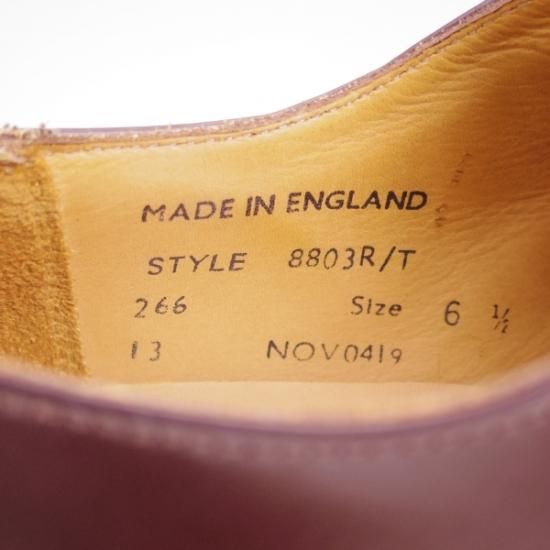 MADE IN ENGLAND
STYLE 8803R/T
266 Size 6 ½
13 NOV0419